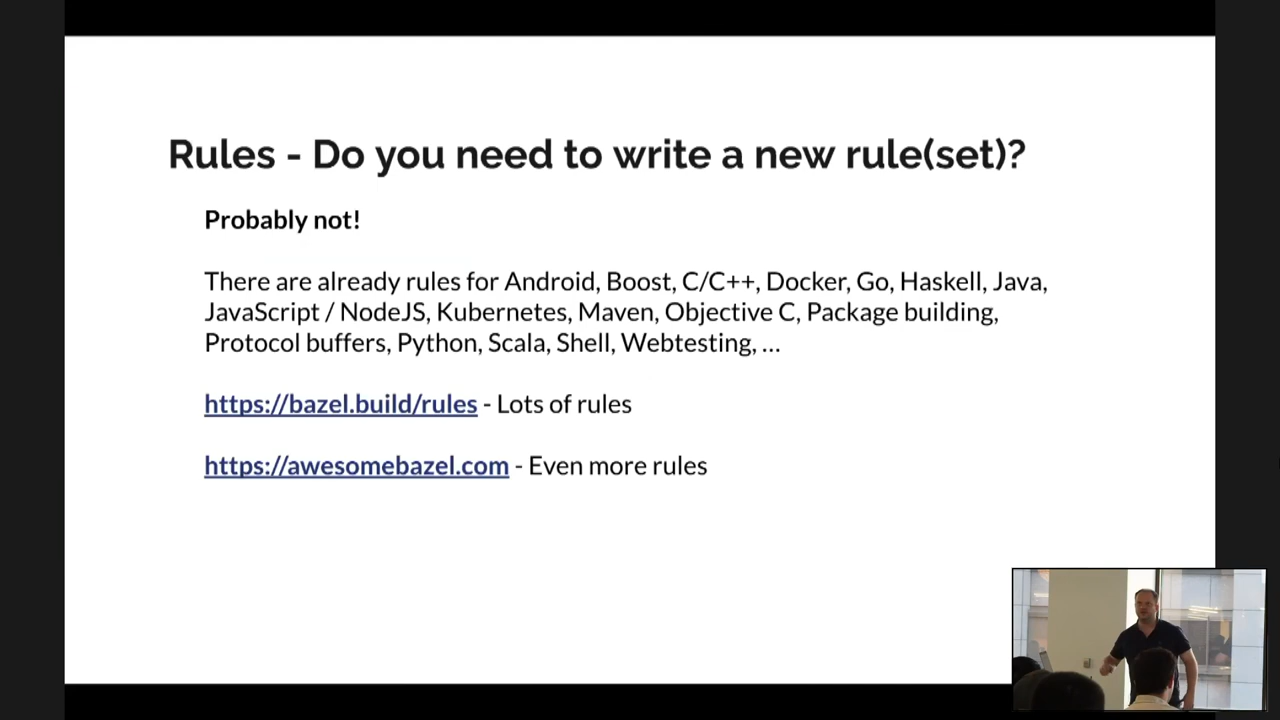 Rules - Do you need to write a new rule(set)?
Probably not!
There are already rules for Android, Boost, C/C++, Docker, Go, Haskell, Java,
JavaScript / NodeJS, Kubernetes, Maven, Objective C, Package building,
Protocol buffers, Python, Scala, Shell, Webtesting, ...
https://bazel.build/rules - Lots of rules
https://awesomebazel.com - Even more rules